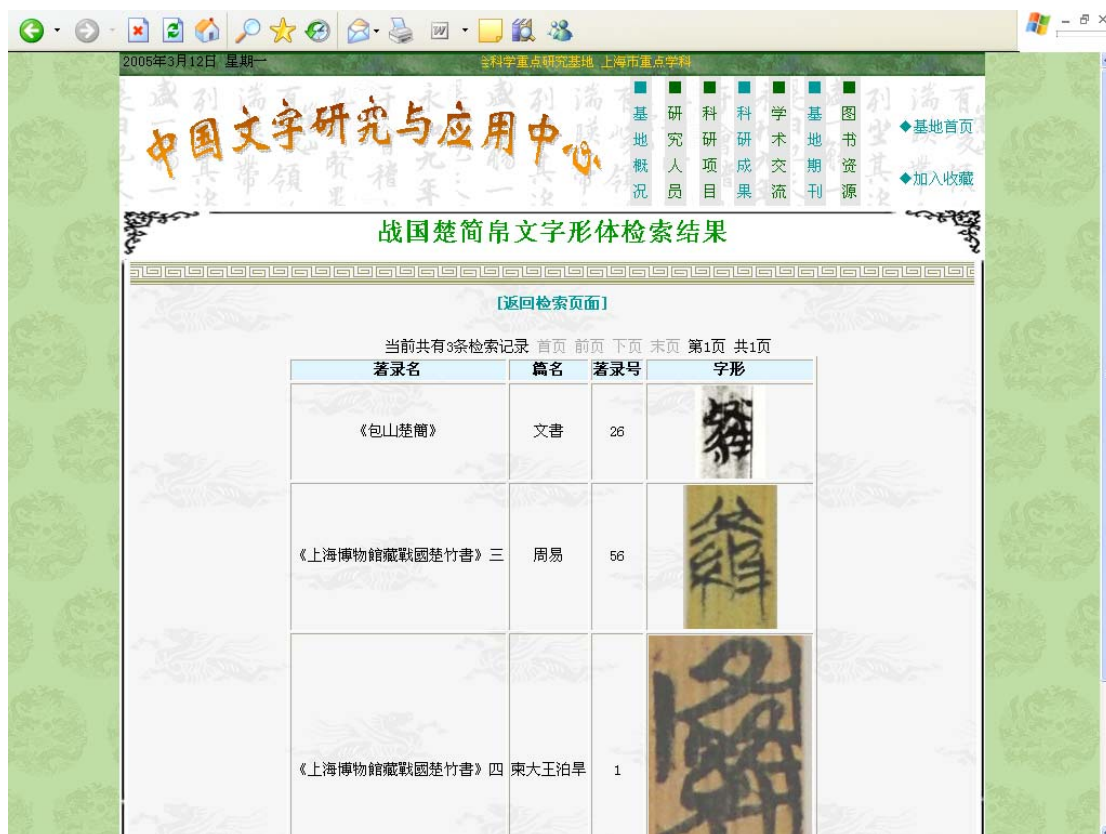 2005年3月12日 星期一
会科学重点研究基地 上海市重点学科
中国文字研究与应用中心
基地概况
研究人员
科研项目
科研成果
学术交流
基地期刊
图书资源
◆基地首页
◆加入收藏
战国楚简帛文字形体检索结果
[返回检索页面]
当前共有3条检索记录 首页 前页 下页 末页 第1页 共1页
著录名 篇名 著录号 字形
《包山楚簡》 文書 26
《上海博物館藏戰國楚竹書》三 周易 56
《上海博物館藏戰國楚竹書》四 柬大王泊旱 1